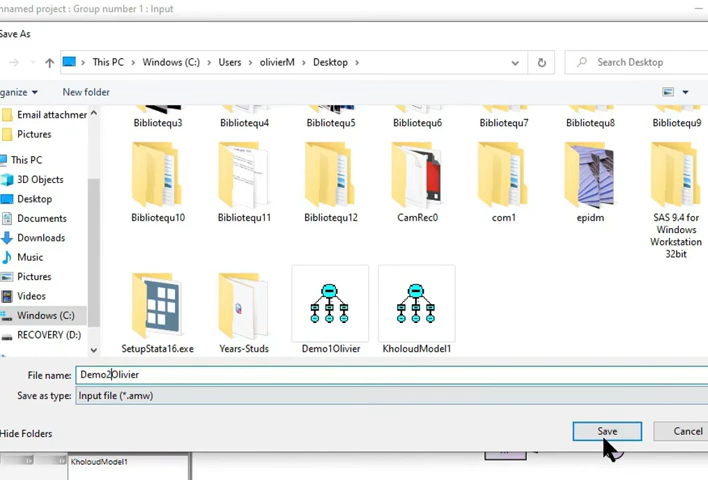 nnamed project : Group number 1 : Input
Save As
This PC > Windows (C:) > Users > olivierM > Desktop >
Search Desktop
rganize
New folder
Email attachmer
Pictures
This PC
3D Objects
Desktop
Documents
Downloads
Music
Pictures
Videos
Windows (C:)
RECOVERY (D:)
Bibliotequ3
Bibliotequ4
Bibliotequ5
Bibliotequ6
Bibliotequ7
Bibliotequ8
Bibliotequ9
Bibliotequ10
Bibliotequ11
Bibliotequ12
CamRec0
com1
epidm
SAS 9.4 for
Windows
Workstation
32bit
SetupStata16.exe
Years-Studs
Demo1Olivier
KholoudModel1
File name:
Demo2Olivier
Save as type:
Input file (*.amw)
Hide Folders
Save
Cancel
KholoudModel1